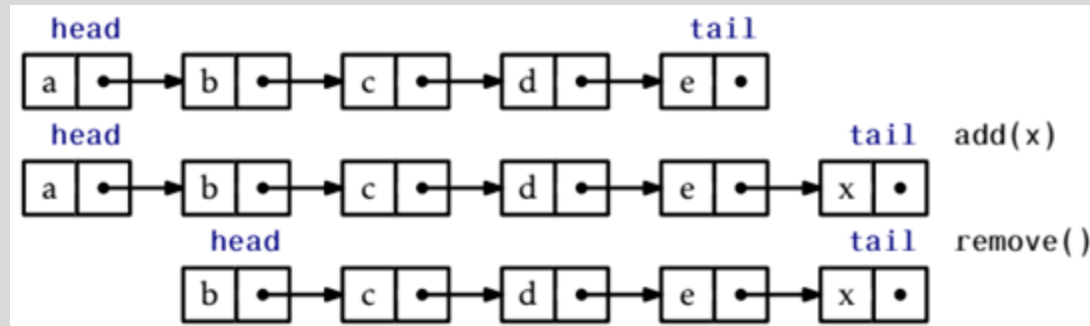 head tail
a b c d e
head tail add(x)
a b c d e x
head tail remove()
b c d e x